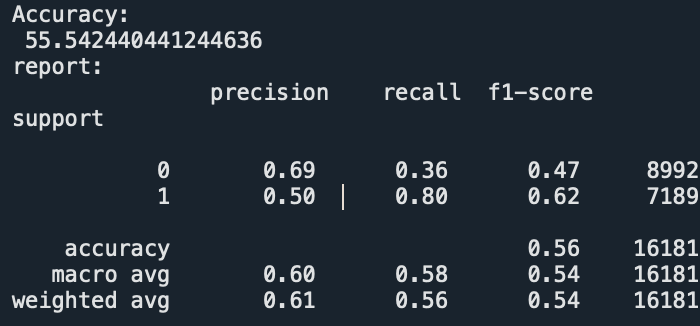 Accuracy:
55.542440441244636
report:
precision recall f1-score
support
0 0.69 0.36 0.47 8992
1 0.50 0.80 0.62 7189
accuracy 0.56 16181
macro avg 0.60 0.58 0.54 16181
weighted avg 0.61 0.56 0.54 16181